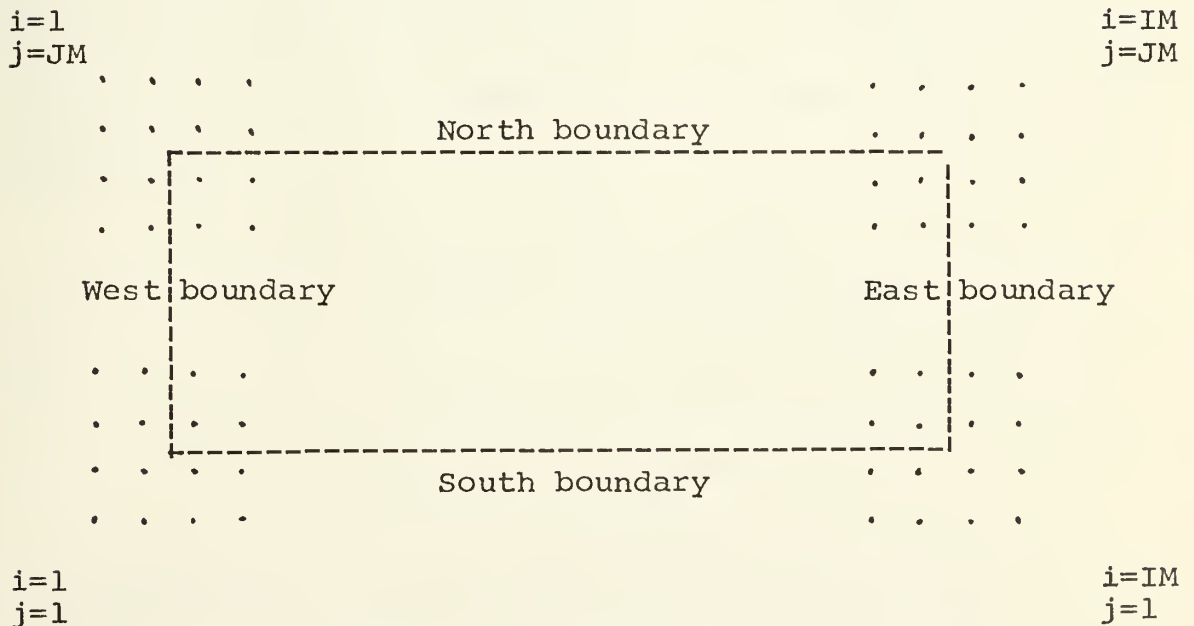 i=1
j=JM
i=IM
j=JM
North boundary
West boundary
East boundary
South boundary
i=1
j=1
i=IM
j=1